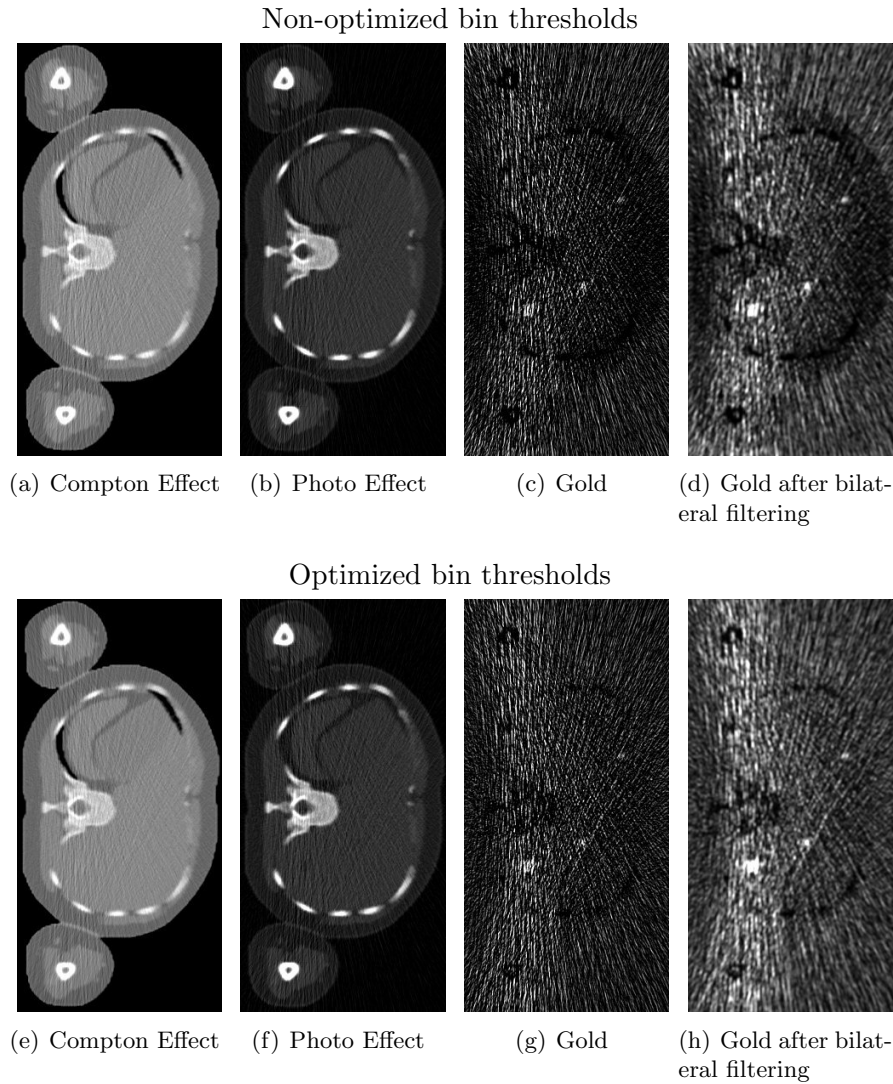 Non-optimized bin thresholds
(a) Compton Effect
(b) Photo Effect
(c) Gold
(d) Gold after bilat-
eral filtering
Optimized bin thresholds
(e) Compton Effect
(f) Photo Effect
(g) Gold
(h) Gold after bilat-
eral filtering